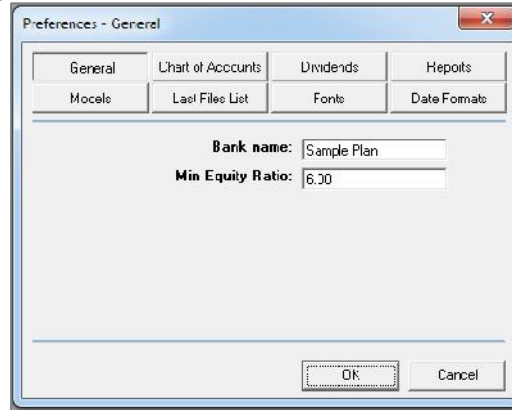 Preferences - General
General Chart of Accounts Dividends Reports
Models Last Files List Fonts Date Formats
Bank name: Sample Plan
Min Equity Ratio: 6.00
OK Cancel